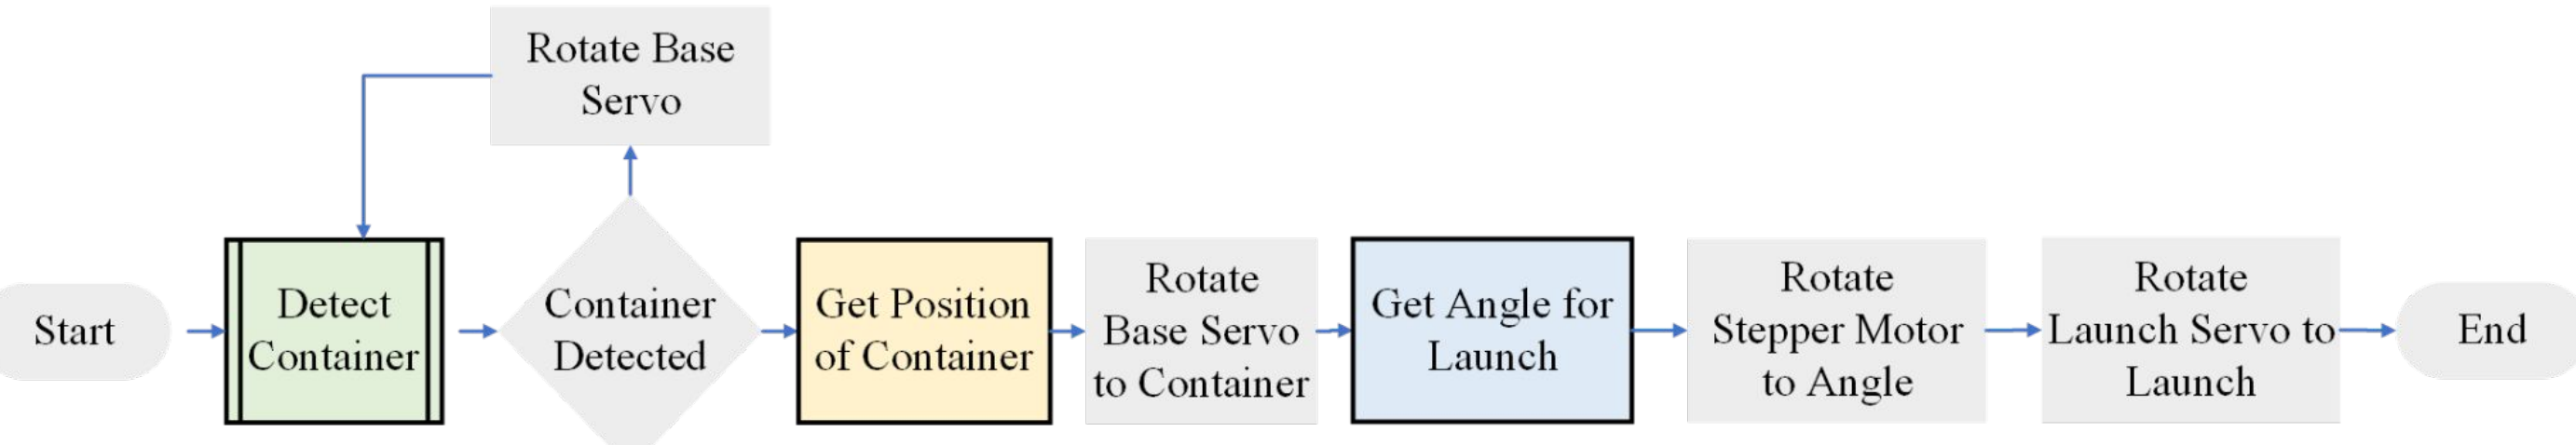 Rotate Base
Servo
Start
Detect
Container
Container
Detected
Get Position
of Container
Rotate
Base Servo
to Container
Get Angle for
Launch
Rotate
Stepper Motor
to Angle
Rotate
Launch Servo to
Launch
End